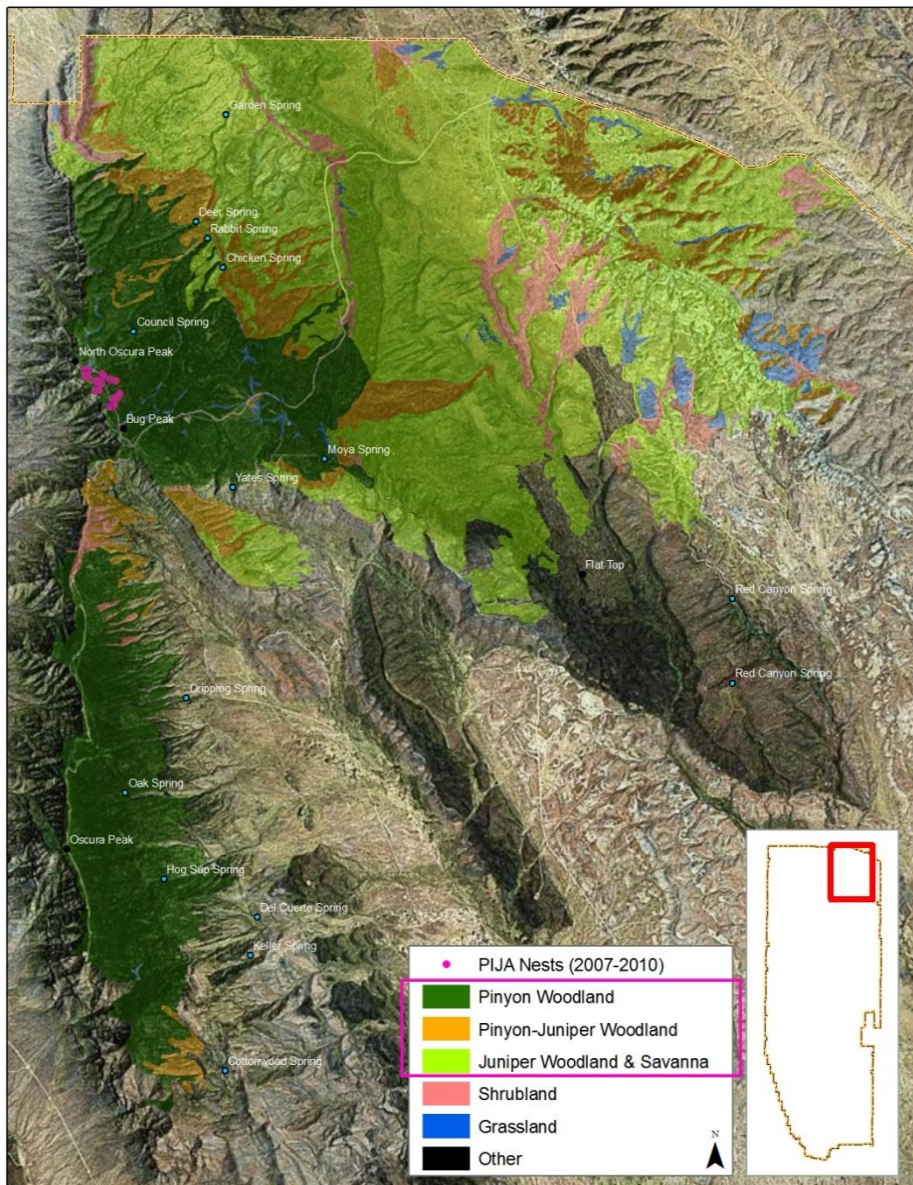 Garden Spring
Deer Spring
Rabbit Spring
Chicken Spring
Council Spring
North Oscura Peak
Bug Peak
Moya Spring
Yates Spring
Flat Top
Red Canyon Spring
Red Canyon Spring
Dripping Spring
Oak Spring
Oscura Peak
Hog Sup Spring
Del Cuerte Spring
Keller Spring
Cottonwood Spring
PIJA Nests (2007-2010)
Pinyon Woodland
Pinyon-Juniper Woodland
Juniper Woodland & Savanna
Shrubland
Grassland
Other
N